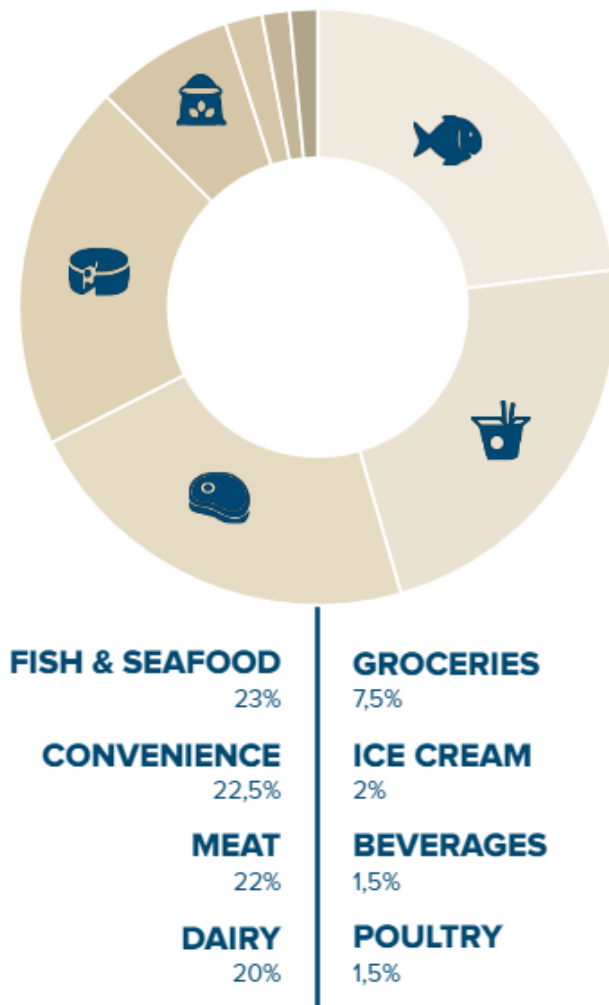 FISH & SEAFOOD
23%
CONVENIENCE
22,5%
MEAT
22%
DAIRY
20%
GROCERIES
7,5%
ICE CREAM
2%
BEVERAGES
1,5%
POULTRY
1,5%